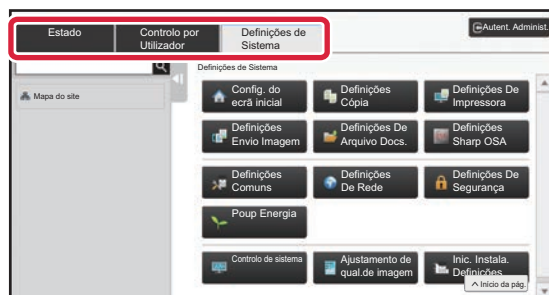 Estado
Controlo por
Utilizador
Definições de
Sistema
Autent. Administ.
Definições de Sistema
Mapa do site
Config. do
ecrã inicial
Definições
Cópia
Definições De
Impressora
Definições
Envio Imagem
Definições De
Arquivo Docs.
Definições
Sharp OSA
Definições
Comuns
Definições
De Rede
Definições De
Segurança
Poup Energia
Controlo de sistema
Ajustamento de
qual.de imagem
Inic. Instala.
Definições
Início da pág.